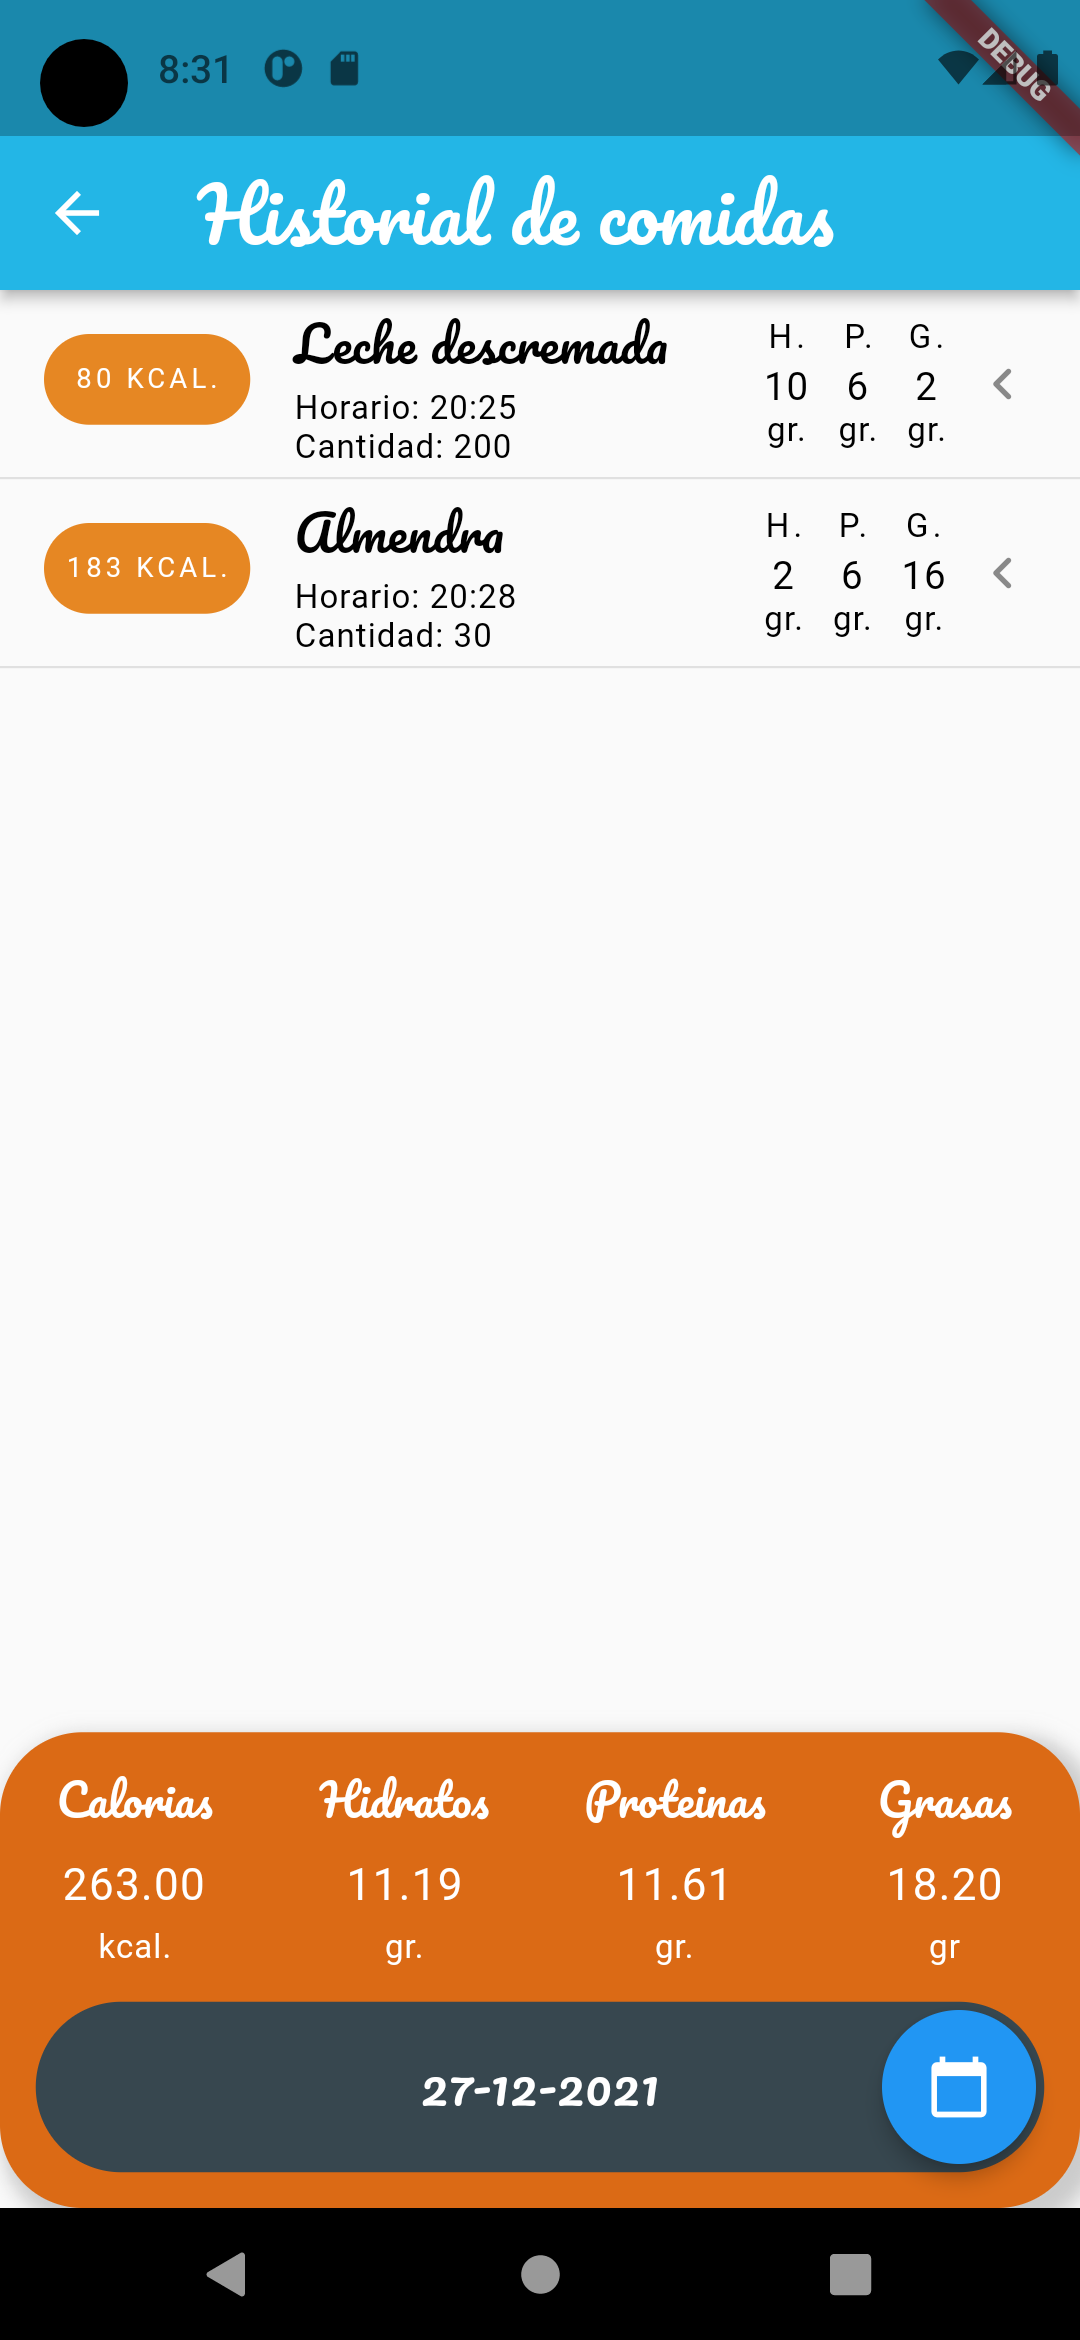 8:31
DEBUG
Historial de comidas
80 KCAL.
Leche descremada
Horario: 20:25
Cantidad: 200
H. P. G.
10 6 2
gr. gr. gr.
183 KCAL.
Almendra
Horario: 20:28
Cantidad: 30
H. P. G.
2 6 16
gr. gr. gr.
Calorias Hidratos Proteinas Grasas
263.00 11.19 11.61 18.20
kcal. gr. gr. gr
27-12-2021